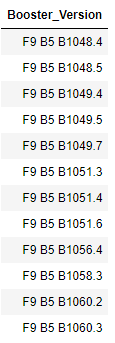 Booster_Version
F9 B5 B1048.4
F9 B5 B1048.5
F9 B5 B1049.4
F9 B5 B1049.5
F9 B5 B1049.7
F9 B5 B1051.3
F9 B5 B1051.4
F9 B5 B1051.6
F9 B5 B1056.4
F9 B5 B1058.3
F9 B5 B1060.2
F9 B5 B1060.3